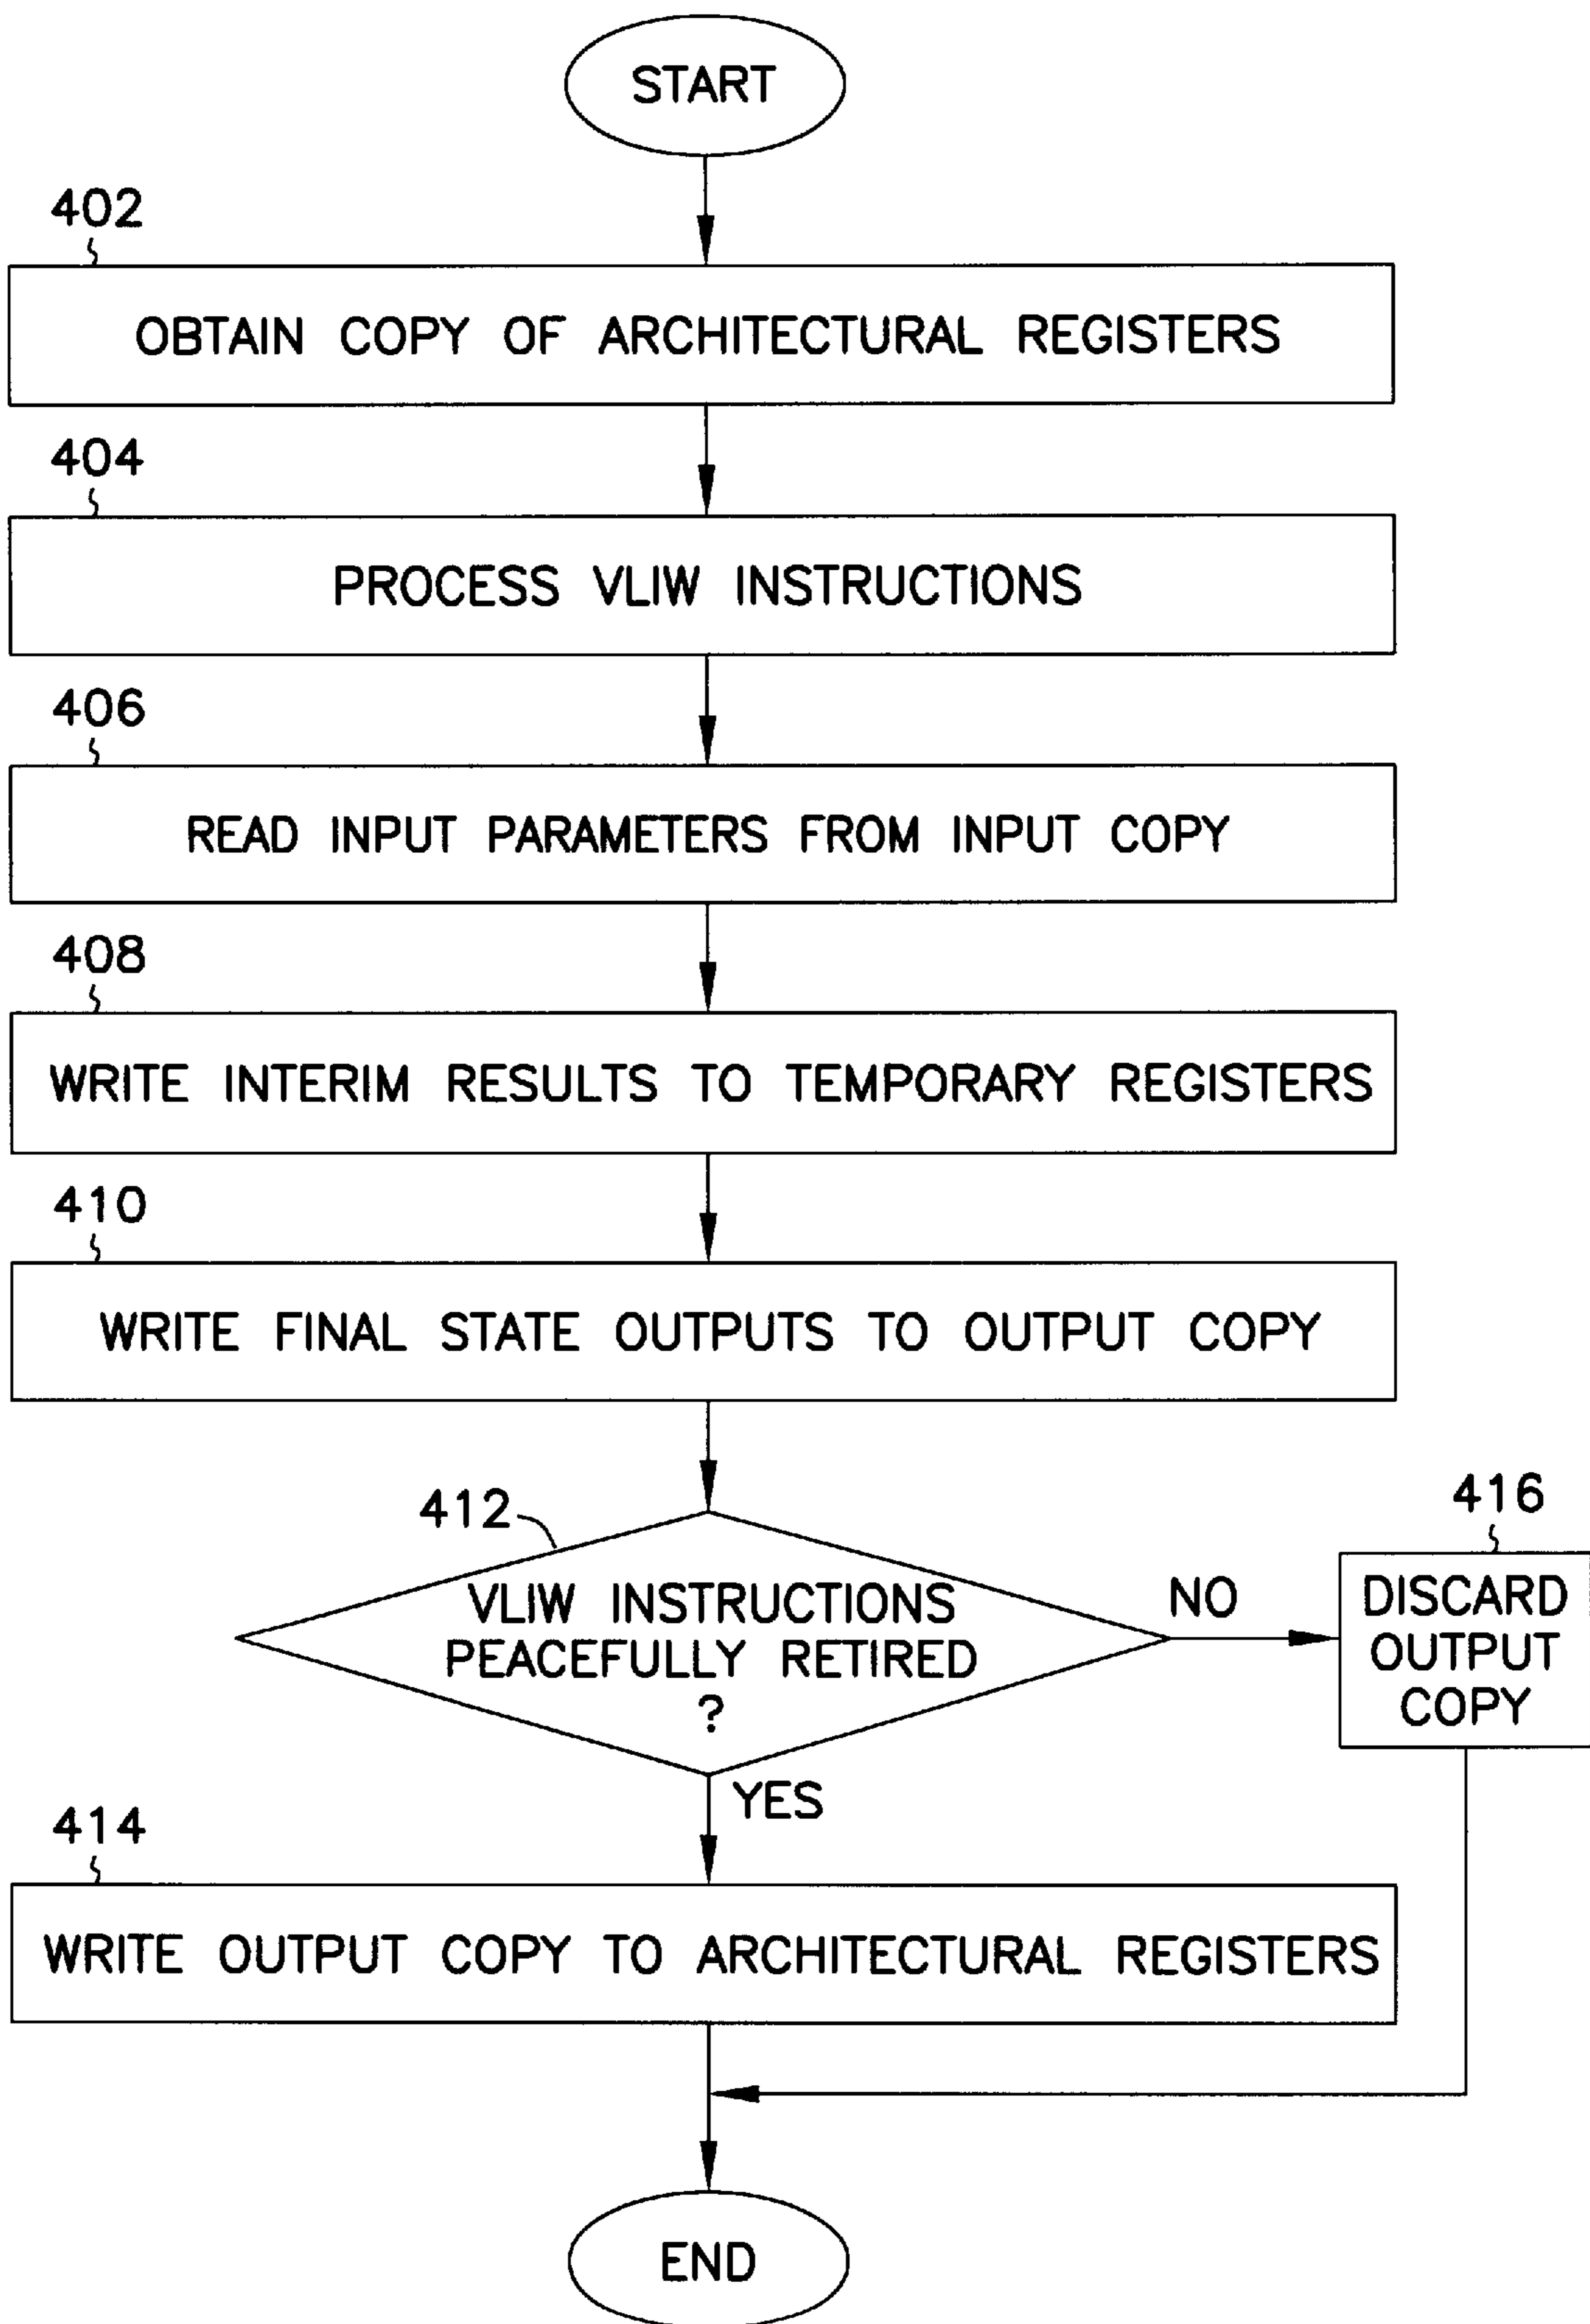 START
402
OBTAIN COPY OF ARCHITECTURAL REGISTERS
404
PROCESS VLIW INSTRUCTIONS
406
READ INPUT PARAMETERS FROM INPUT COPY
408
WRITE INTERIM RESULTS TO TEMPORARY REGISTERS
410
WRITE FINAL STATE OUTPUTS TO OUTPUT COPY
412
VLIW INSTRUCTIONS
PEACEFULLY RETIRED
?
NO
416
DISCARD
OUTPUT
COPY
YES
414
WRITE OUTPUT COPY TO ARCHITECTURAL REGISTERS
END